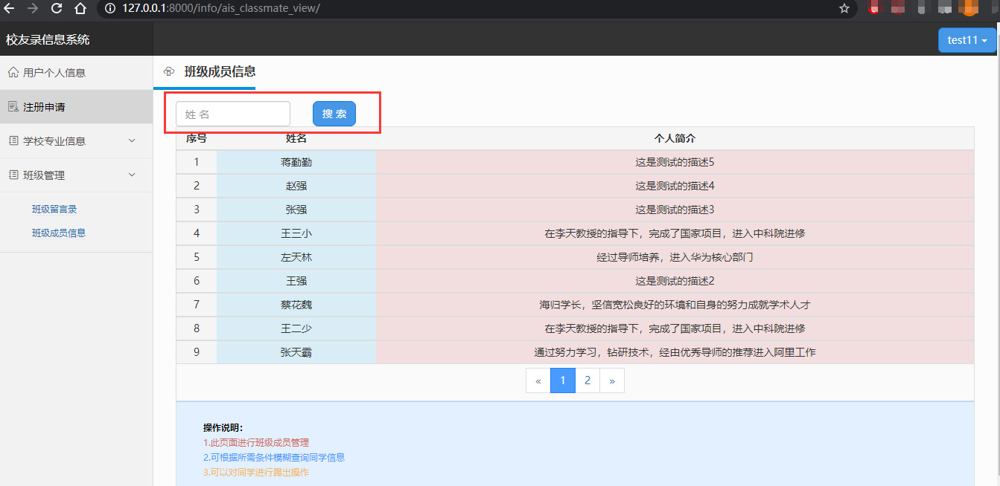 127.0.0.1:8000/info/ais_classmate_view/
校友录信息系统
test11
用户个人信息
注册申请
学校专业信息
班级管理
班级留言录
班级成员信息
班级成员信息
姓 名
搜 索
序号 姓名 个人简介
1 蒋勤勤 这是测试的描述5
2 赵强 这是测试的描述4
3 张强 这是测试的描述3
4 王三小 在李天教授的指导下，完成了国家项目，进入中科院进修
5 左天林 经过导师培养，进入华为核心部门
6 王强 这是测试的描述2
7 蔡花魏 海归学长，坚信宽松良好的环境和自身的努力成就学术人才
8 王二少 在李天教授的指导下，完成了国家项目，进入中科院进修
9 张天霸 通过努力学习，钻研技术，经由优秀导师的推荐进入阿里工作
« 1 2 »
操作说明：
1.此页面进行班级成员管理
2.可根据所需条件模糊查询同学信息
3.可以对同学进行踢出操作